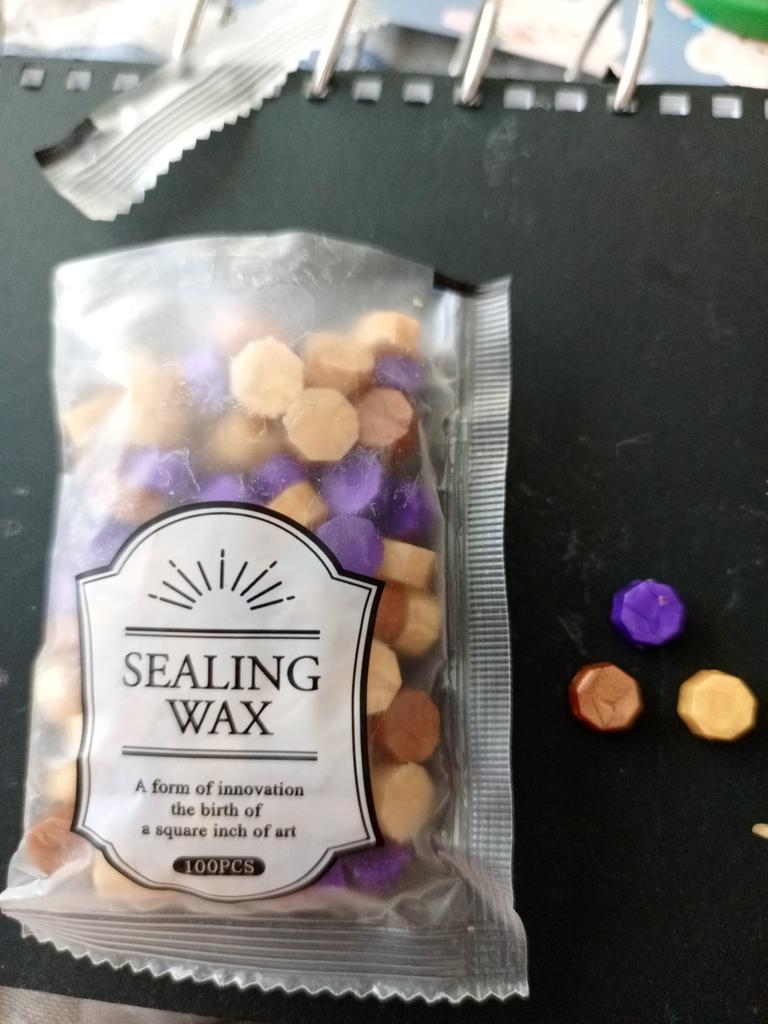 SEALING
WAX
A form of innovation
the birth of
a square inch of art
100PCS